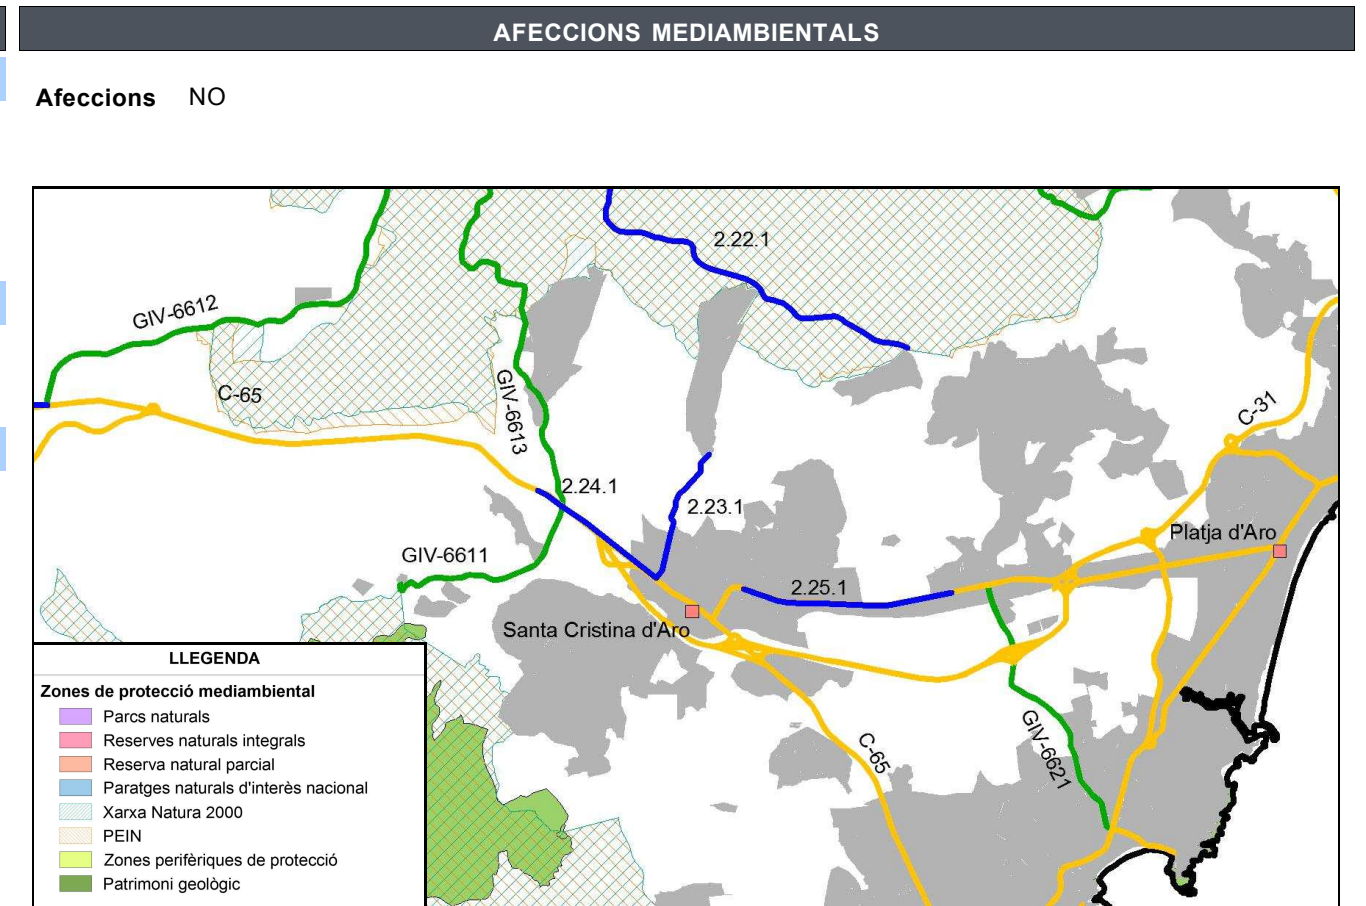 AFECCIONS MEDIAMBIENTALS
Afeccions NO
2.22.1
GIV-6612
C-65
GIV-6613
C-31
2.24.1
2.23.1
Platja d'Aro
GIV-6611
2.25.1
Santa Cristina d'Aro
GIV-6621
C-65
LLEGENDA
Zones de protecció mediambiental
Parcs naturals
Reserves naturals integrals
Reserva natural parcial
Paratges naturals d'interès nacional
Xarxa Natura 2000
PEIN
Zones perifèriques de protecció
Patrimoni geològic